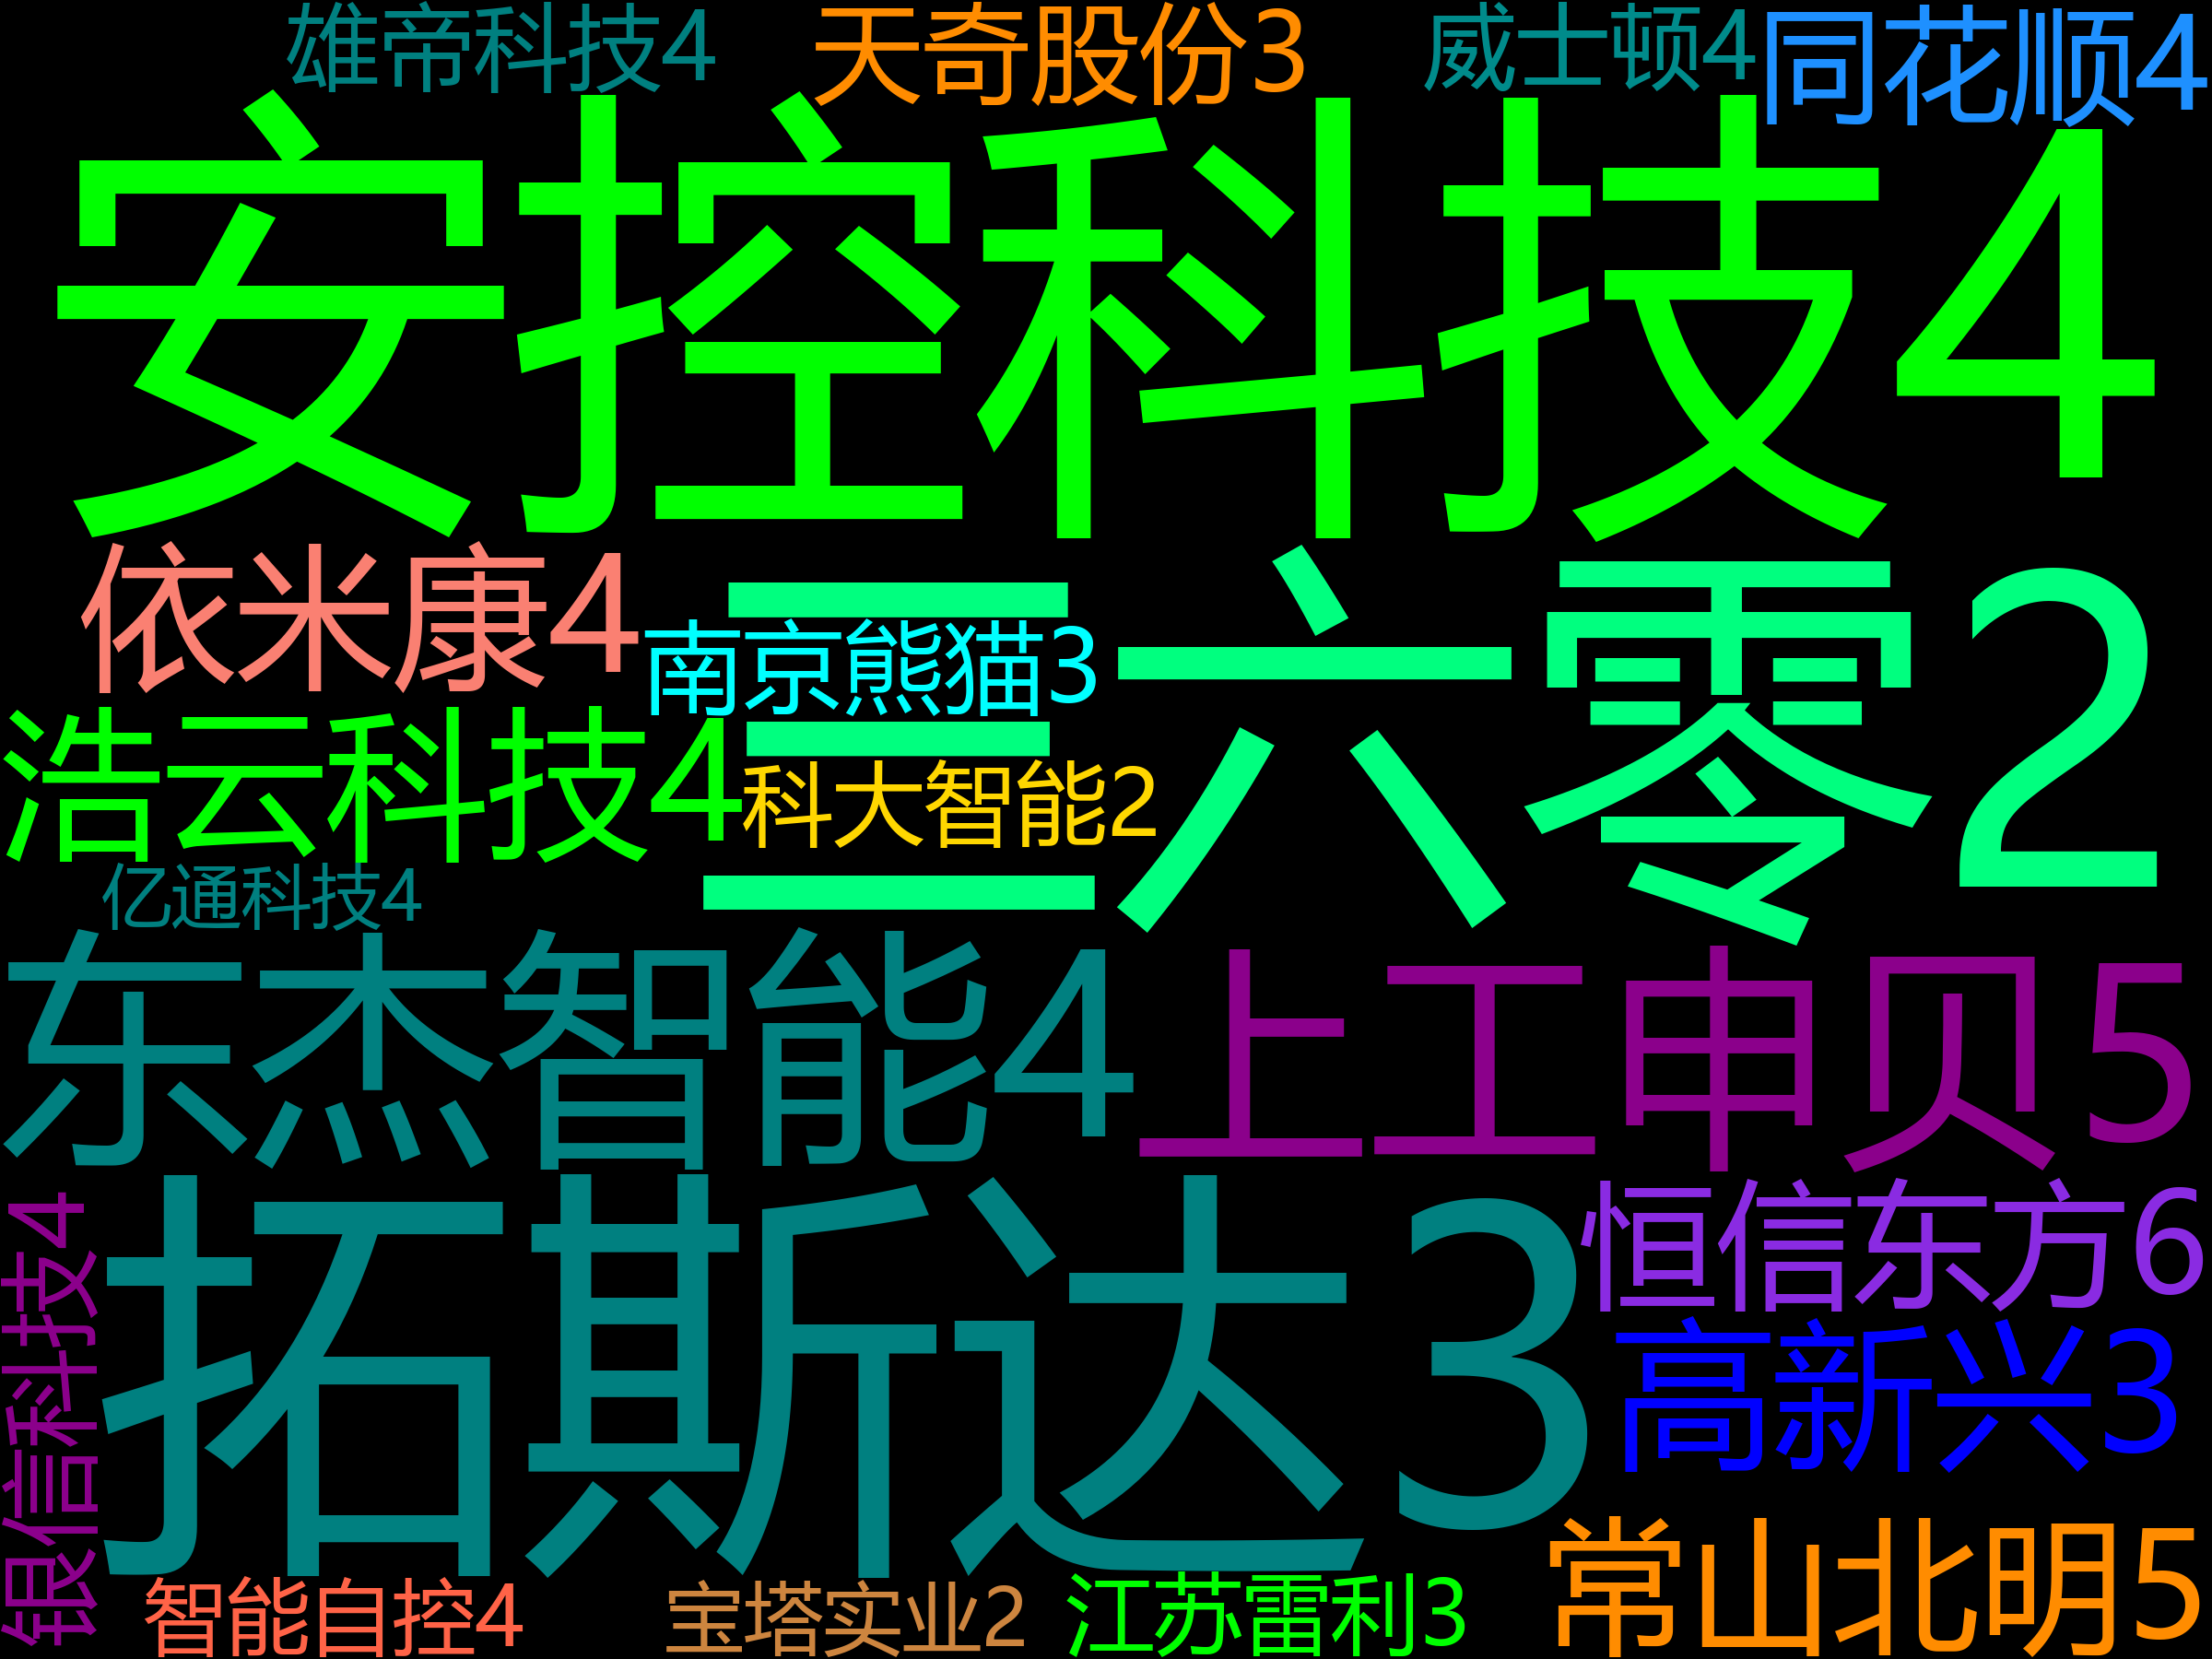 雄帝科技4
天奇股份3
威士顿4
同花顺4
安控科技4
依米康4
三六零2
南京熊猫3
浩云科技4
科大智能2
亿通科技4
东杰智能4
上工申贝5
拓斯达3
恒信东方6
高新兴3
银信科技4
常山北明5
智能自控4
宝塔实业2
江苏雷利3